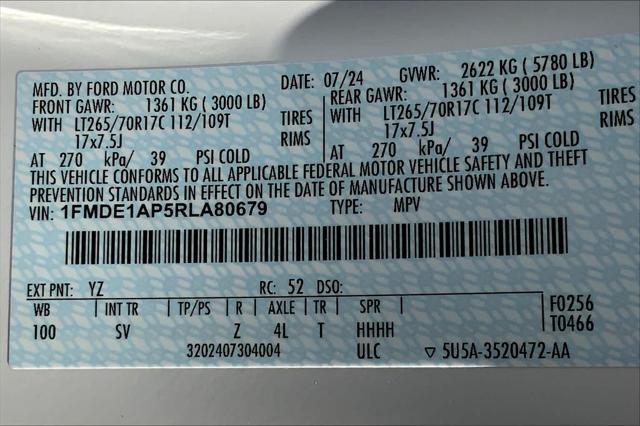 MFD. BY FORD MOTOR CO. DATE: 07/24 GVWR: 2622 KG ( 5780 LB)
FRONT GAWR: 1361 KG ( 3000 LB) REAR GAWR: 1361 KG ( 3000 LB)
WITH LT265/70R17C 112/109T TIRES WITH LT265/70R17C 112/109T TIRES
17x7.5J RIMS 17x7.5J RIMS
AT 270 kPa/ 39 PSI COLD AT 270 kPa/ 39 PSI COLD
THIS VEHICLE CONFORMS TO ALL APPLICABLE FEDERAL MOTOR VEHICLE SAFETY AND THEFT
PREVENTION STANDARDS IN EFFECT ON THE DATE OF MANUFACTURE SHOWN ABOVE.
VIN: 1FMDE1AP5RLA80679 TYPE: MPV
EXT PNT: YZ RC: 52 DSO:
WB INT TR TP/PS R AXLE TR SPR F0256
100 SV Z 4L T HHHH T0466
3202407304004 ULC ▽ 5U5A-3520472-AA